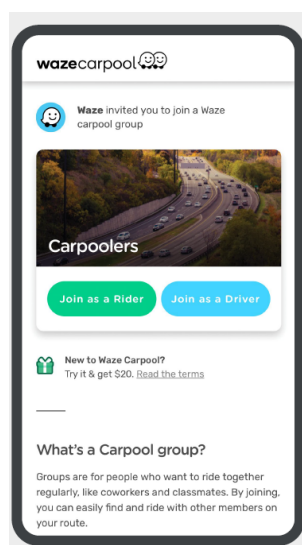 wazecarpool
Waze invited you to join a Waze
carpool group
Carpoolers
Join as a Rider
Join as a Driver
New to Waze Carpool?
Try it & get $20. Read the terms
What's a Carpool group?
Groups are for people who want to ride together
regularly, like coworkers and classmates. By joining,
you can easily find and ride with other members on
your route.